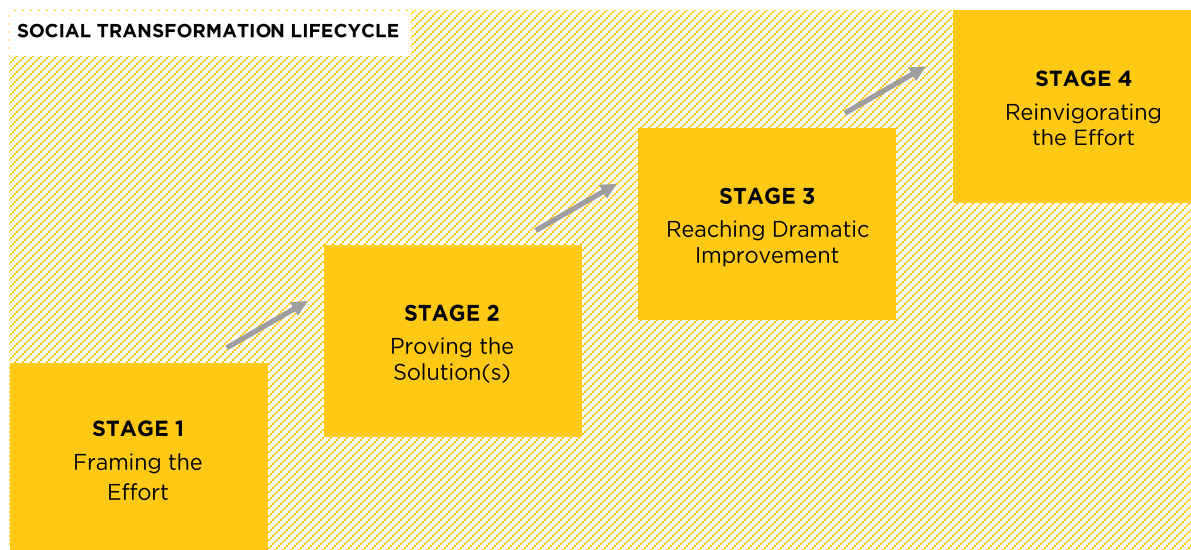 SOCIAL TRANSFORMATION LIFECYCLE
STAGE 1
Framing the
Effort
STAGE 2
Proving the
Solution(s)
STAGE 3
Reaching Dramatic
Improvement
STAGE 4
Reinvigorating
the Effort